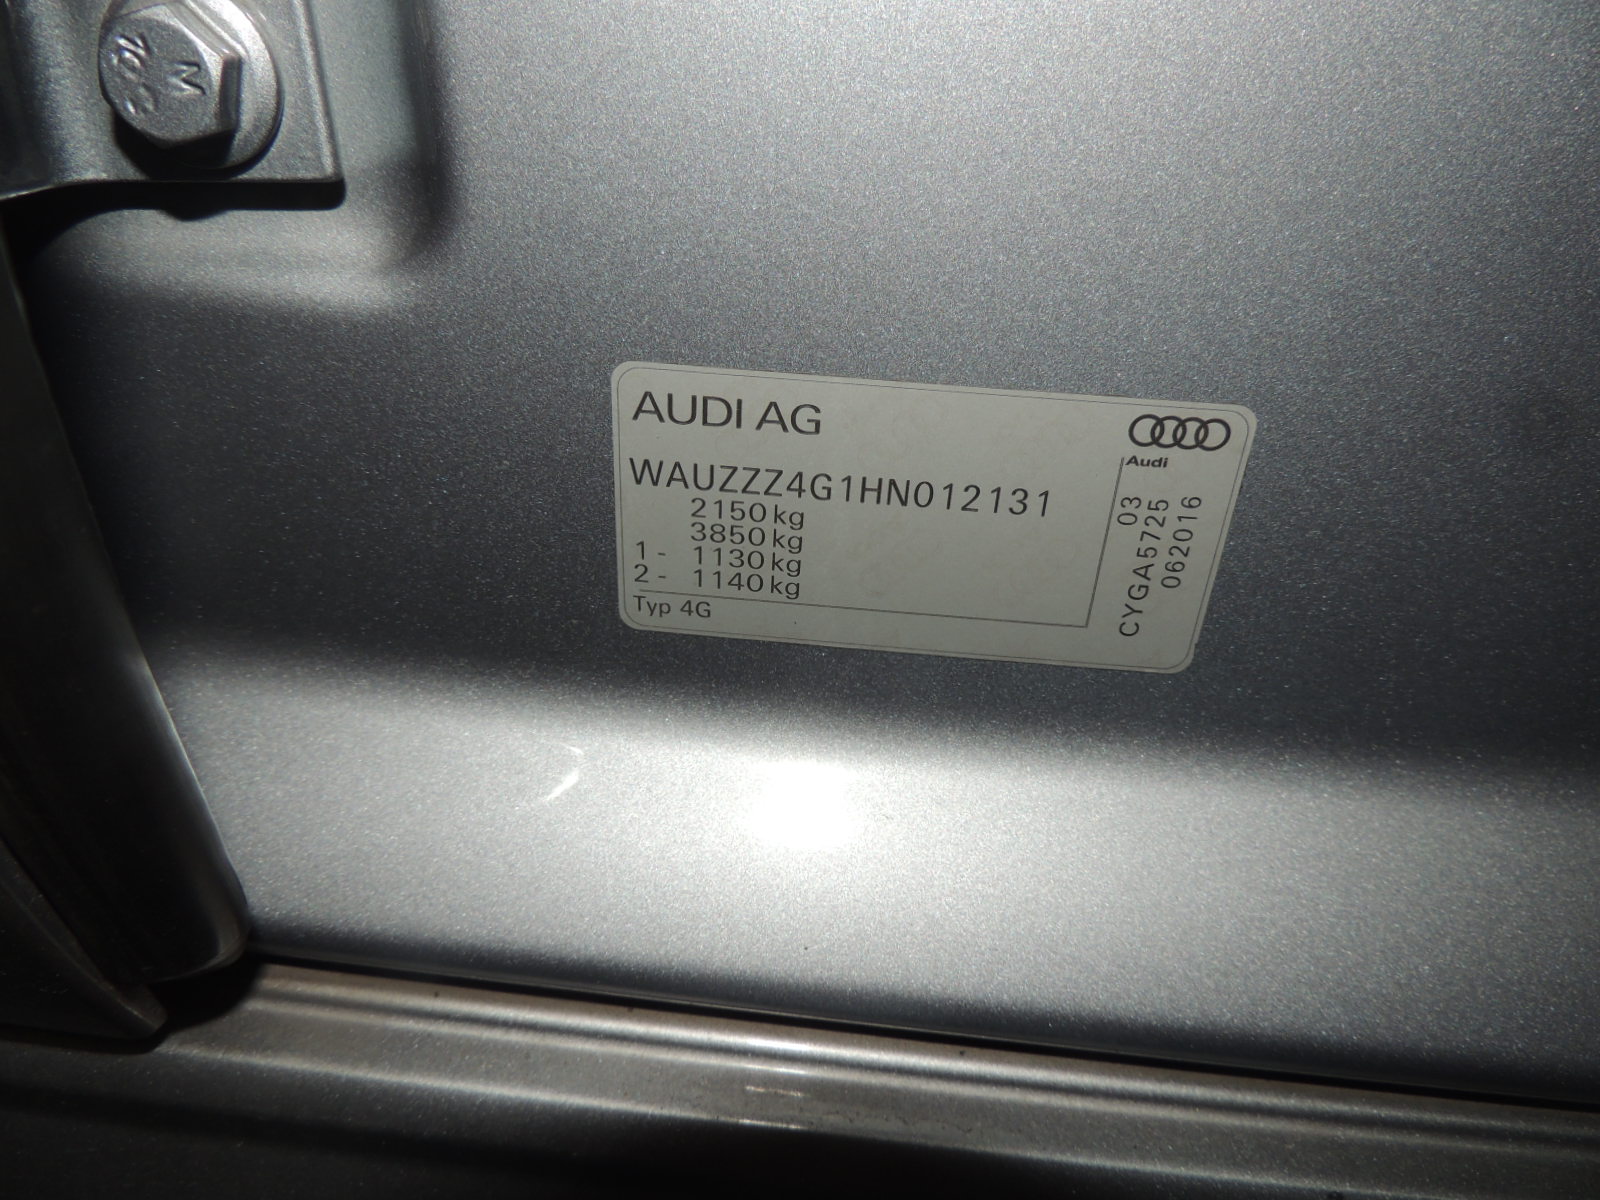 M
AUDI AG
Audi
WAUZZZ4G1HN012131
2150 kg
3850 kg
1 - 1130 kg
2 - 1140 kg
Typ 4G
03
CYGA5725
062016